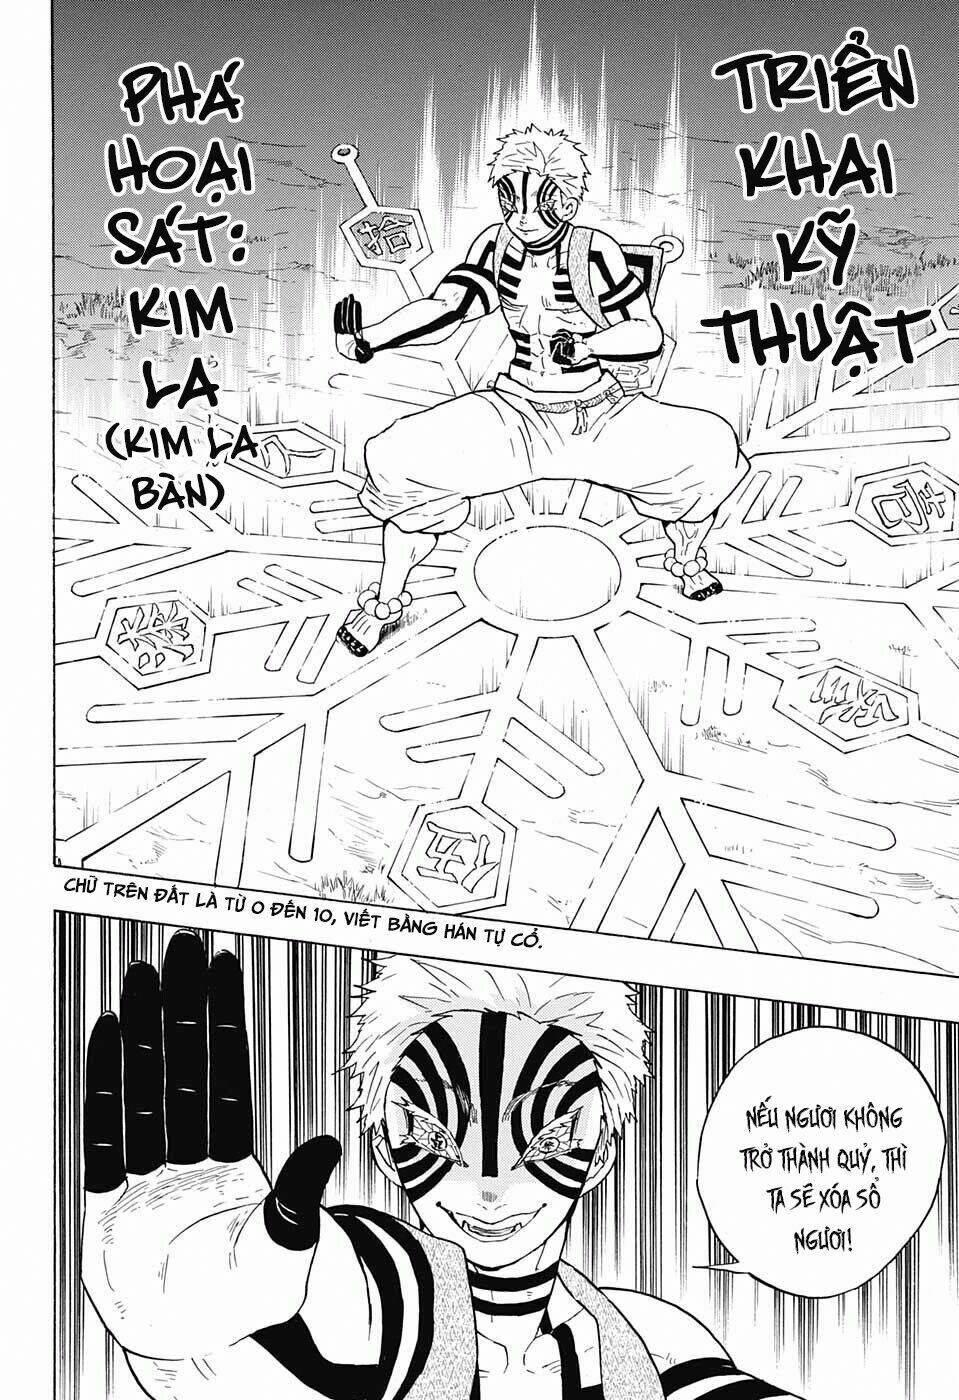 TRIỂN
KHAI
KỸ
THUẬT
PHÁ
HOẠI
SÁT:
KIM
LA
(KIM LA
BÀN)
拾
CHỮ TRÊN ĐẤT LÀ TỪ 0 ĐẾN 10, VIẾT BẰNG HÁN TỰ CỔ.
NẾU NGƯƠI KHÔNG
TRỞ THÀNH QUỶ, THÌ
TA SẼ XÓA SỔ
NGƯƠI!